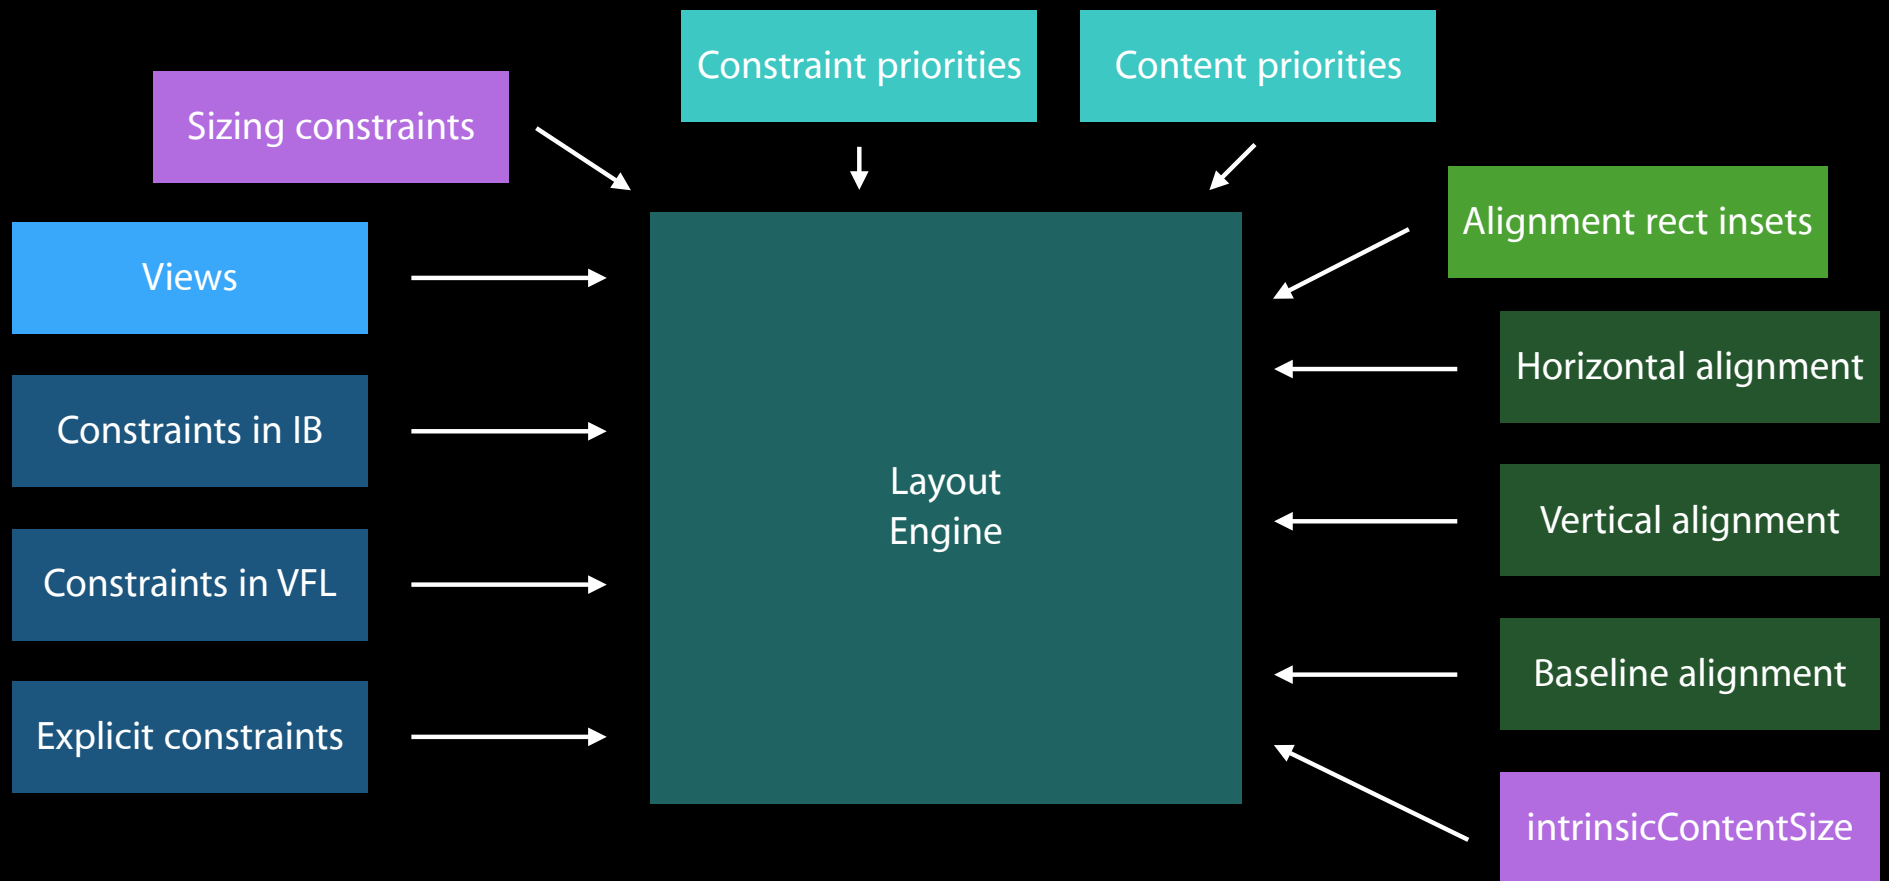 Constraint priorities
Content priorities
Sizing constraints
Alignment rect insets
Views
Horizontal alignment
Constraints in IB
Layout
Engine
Vertical alignment
Constraints in VFL
Baseline alignment
Explicit constraints
intrinsicContentSize